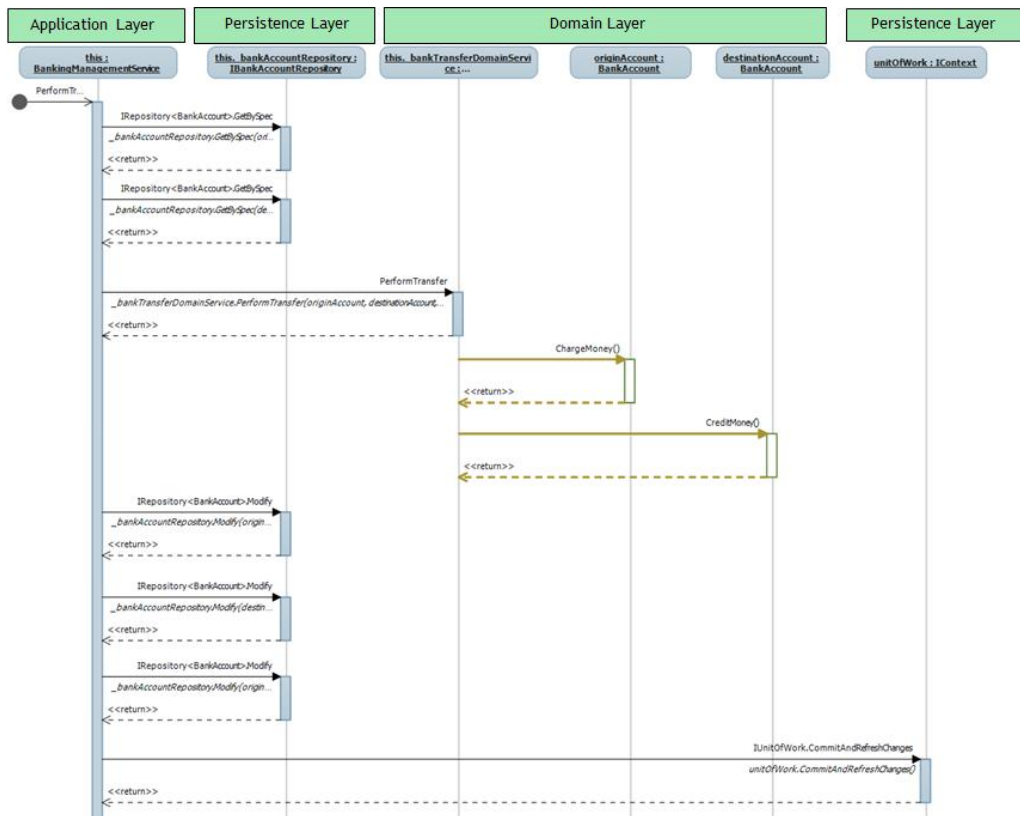 Application Layer
Persistence Layer
Domain Layer
Persistence Layer
this :
BankingManagementService
this._bankAccountRepository :
IBankAccountRepository
this._bankTransferDomainServi
ce :...
originAccount :
BankAccount
destinationAccount :
BankAccount
unitOfWork : IContext
PerformTr...
IRepository<BankAccount>.GetBySpec
_bankAccountRepository.GetBySpec(ori...
<<return>>
IRepository<BankAccount>.GetBySpec
_bankAccountRepository.GetBySpec(de...
<<return>>
PerformTransfer
_bankTransferDomainService.PerformTransfer(originAccount, destinationAccount,...
<<return>>
ChargeMoney()
<<return>>
CreditMoney()
<<return>>
IRepository<BankAccount>.Modify
_bankAccountRepository.Modify(origin...
<<return>>
IRepository<BankAccount>.Modify
_bankAccountRepository.Modify(destin...
<<return>>
IRepository<BankAccount>.Modify
_bankAccountRepository.Modify(origin...
<<return>>
IUnitOfWork.CommitAndRefreshChanges
unitOfWork.CommitAndRefreshChanges()
<<return>>